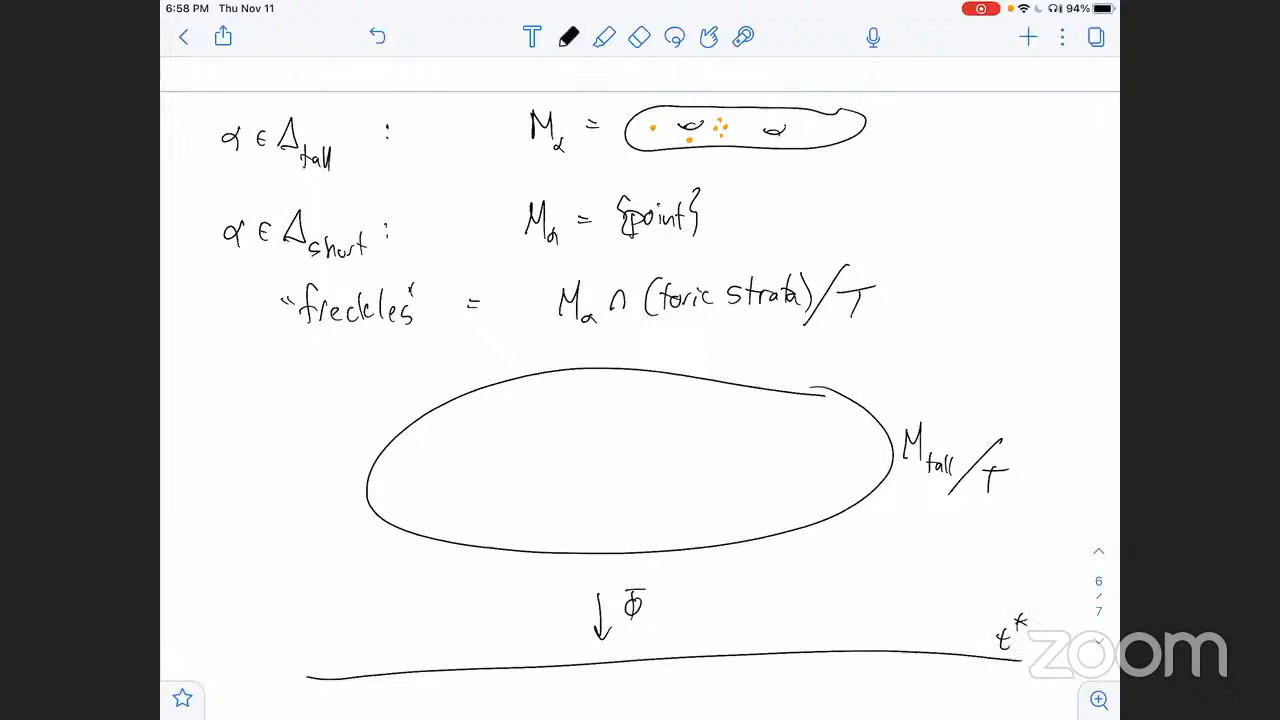 6:58 PM Thu Nov 11
94%
α ∈ Δ_tall : M_α =
α ∈ Δ_short : M_α = {point}
"freckles" = M_α ∩ (toric strata)/T
M_tall/T
↓ Φ̄
t*
6
/
7
zoom